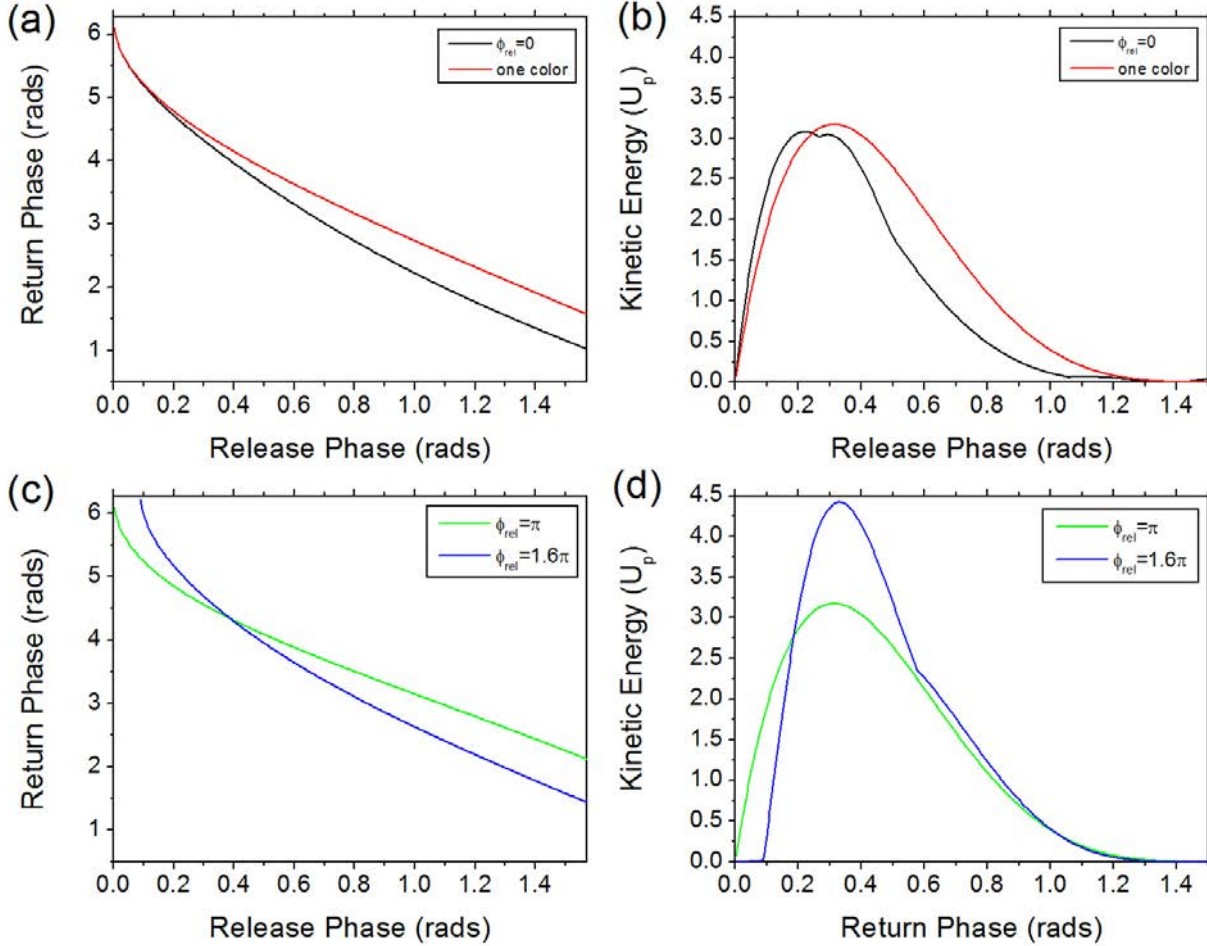 (a)
Return Phase (rads)
6
5
4
3
2
1
0.0 0.2 0.4 0.6 0.8 1.0 1.2 1.4
Release Phase (rads)
ϕrel=0
one color
(b)
Kinetic Energy (Up)
4.5
4.0
3.5
3.0
2.5
2.0
1.5
1.0
0.5
0.0
0.0 0.2 0.4 0.6 0.8 1.0 1.2 1.4
Release Phase (rads)
ϕrel=0
one color
(c)
Return Phase (rads)
6
5
4
3
2
1
0.0 0.2 0.4 0.6 0.8 1.0 1.2 1.4
Release Phase (rads)
ϕrel=π
ϕrel=1.6π
(d)
Kinetic Energy (Up)
4.5
4.0
3.5
3.0
2.5
2.0
1.5
1.0
0.5
0.0
0.0 0.2 0.4 0.6 0.8 1.0 1.2 1.4
Return Phase (rads)
ϕrel=π
ϕrel=1.6π